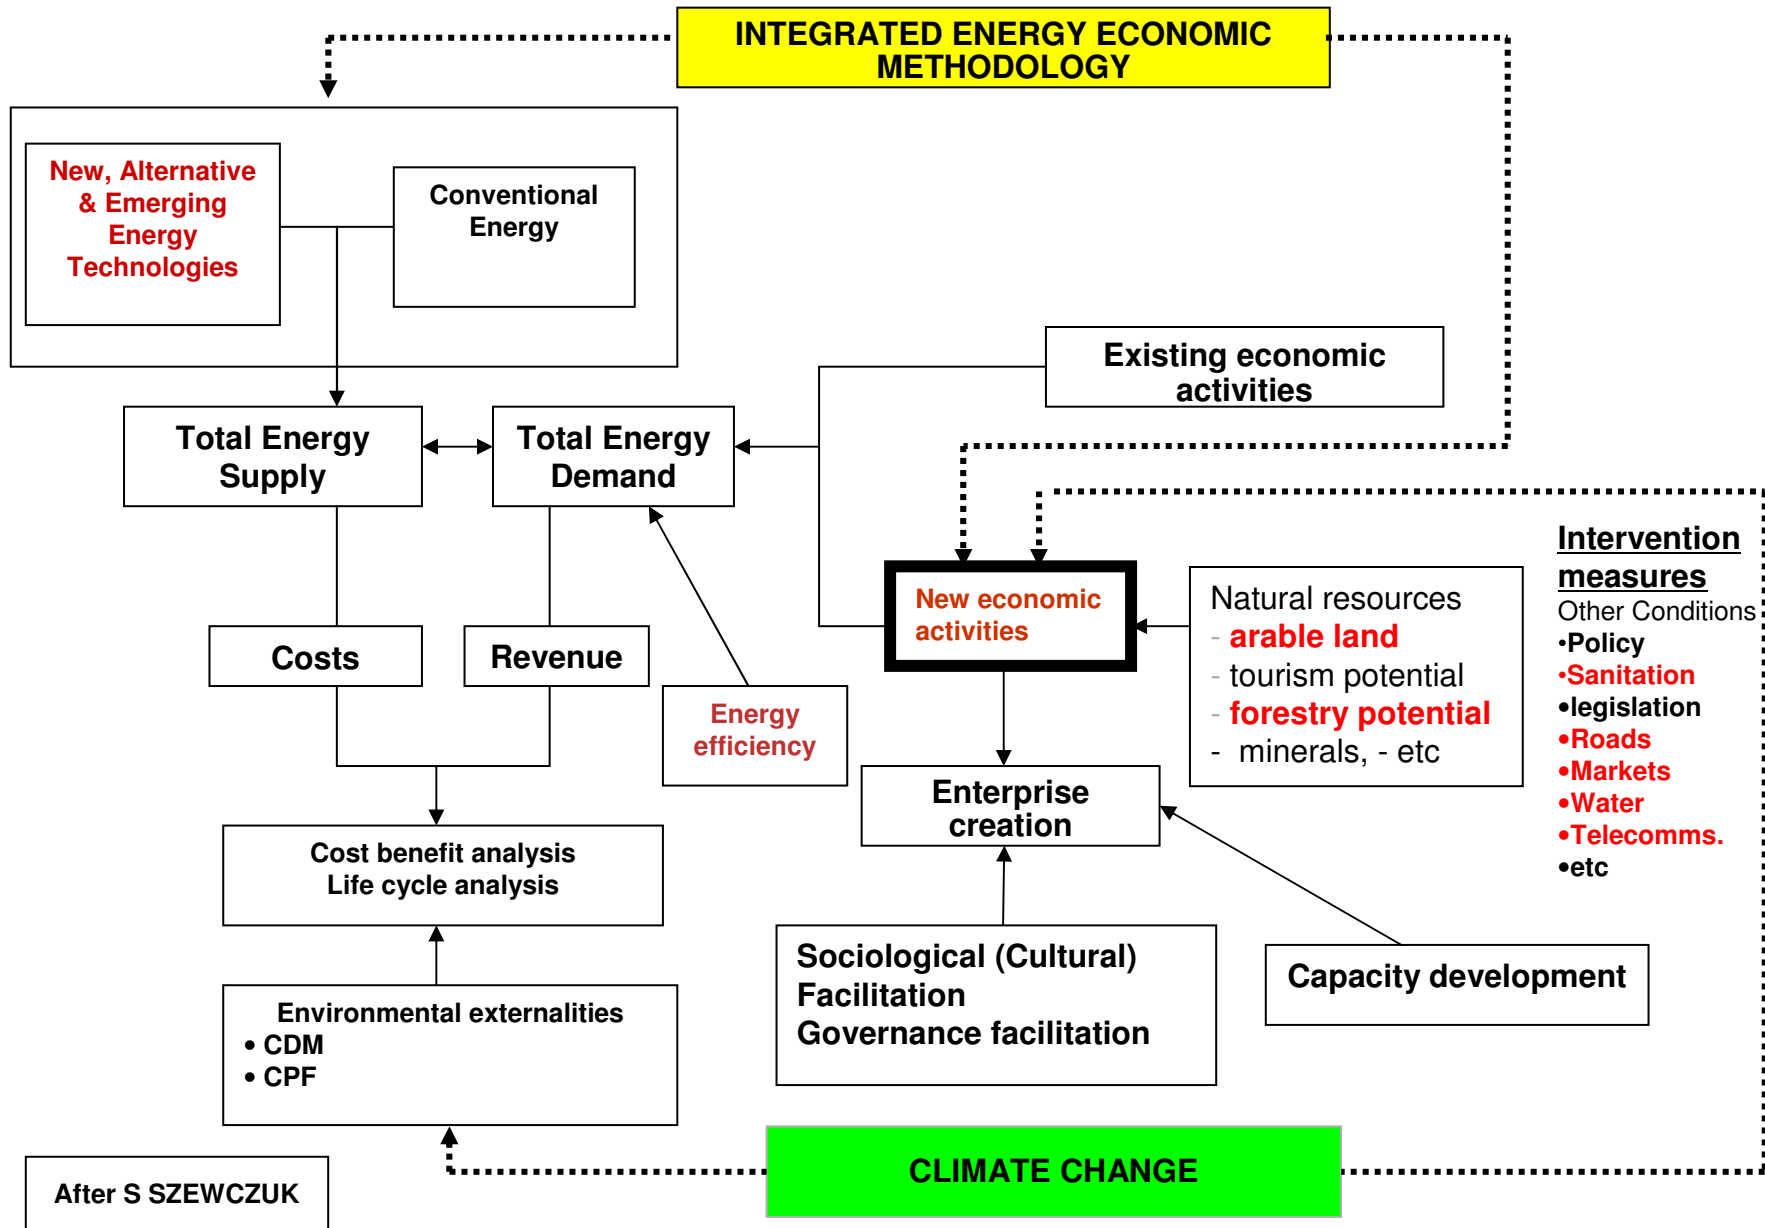 INTEGRATED ENERGY ECONOMIC
METHODOLOGY
New, Alternative
& Emerging
Energy
Technologies
Conventional
Energy
Existing economic
activities
Total Energy
Supply
Total Energy
Demand
Intervention
measures
Other Conditions
•Policy
•Sanitation
•legislation
•Roads
•Markets
•Water
•Telecomms.
•etc
New economic
activities
Natural resources
- arable land
- tourism potential
- forestry potential
- minerals, - etc
Costs
Revenue
Energy
efficiency
Enterprise
creation
Cost benefit analysis
Life cycle analysis
Sociological (Cultural)
Facilitation
Governance facilitation
Capacity development
Environmental externalities
• CDM
• CPF
CLIMATE CHANGE
After S SZEWCZUK